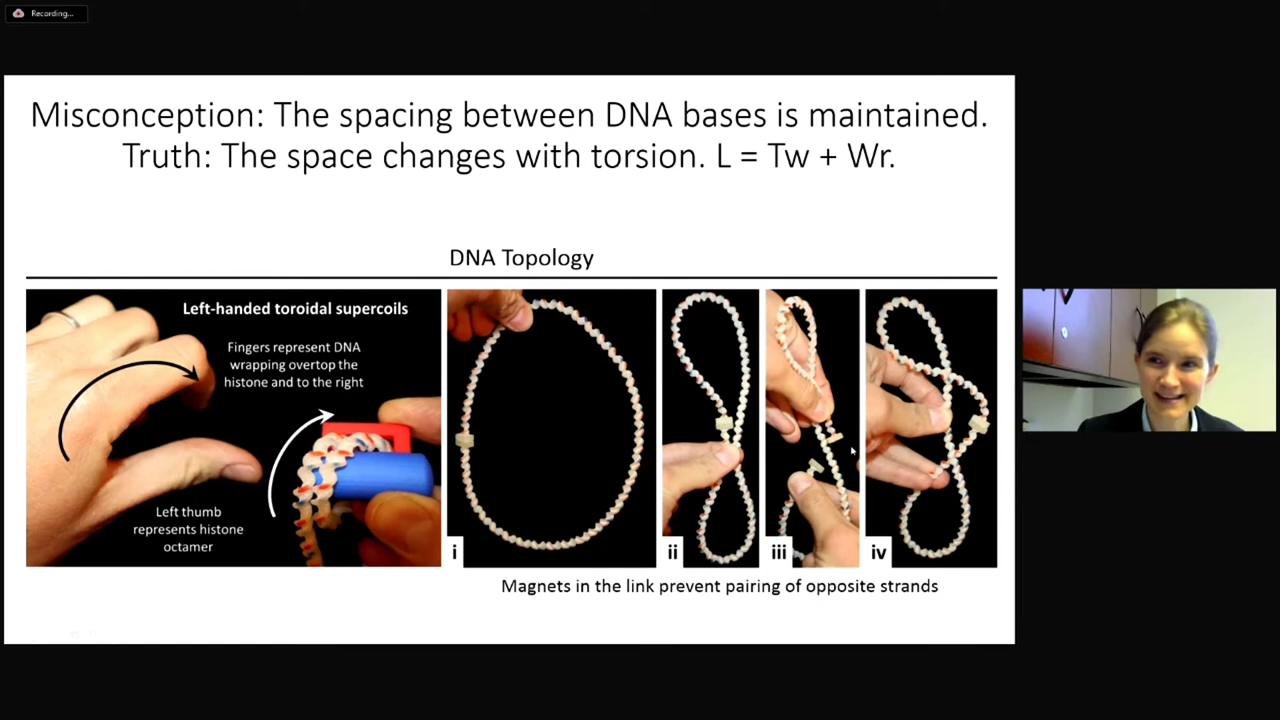 Recording...
Misconception: The spacing between DNA bases is maintained.
Truth: The space changes with torsion. L = Tw + Wr.
DNA Topology
Left-handed toroidal supercoils
Fingers represent DNA
wrapping overtop the
histone and to the right
Left thumb
represents histone
octamer
i
ii
iii
iv
Magnets in the link prevent pairing of opposite strands